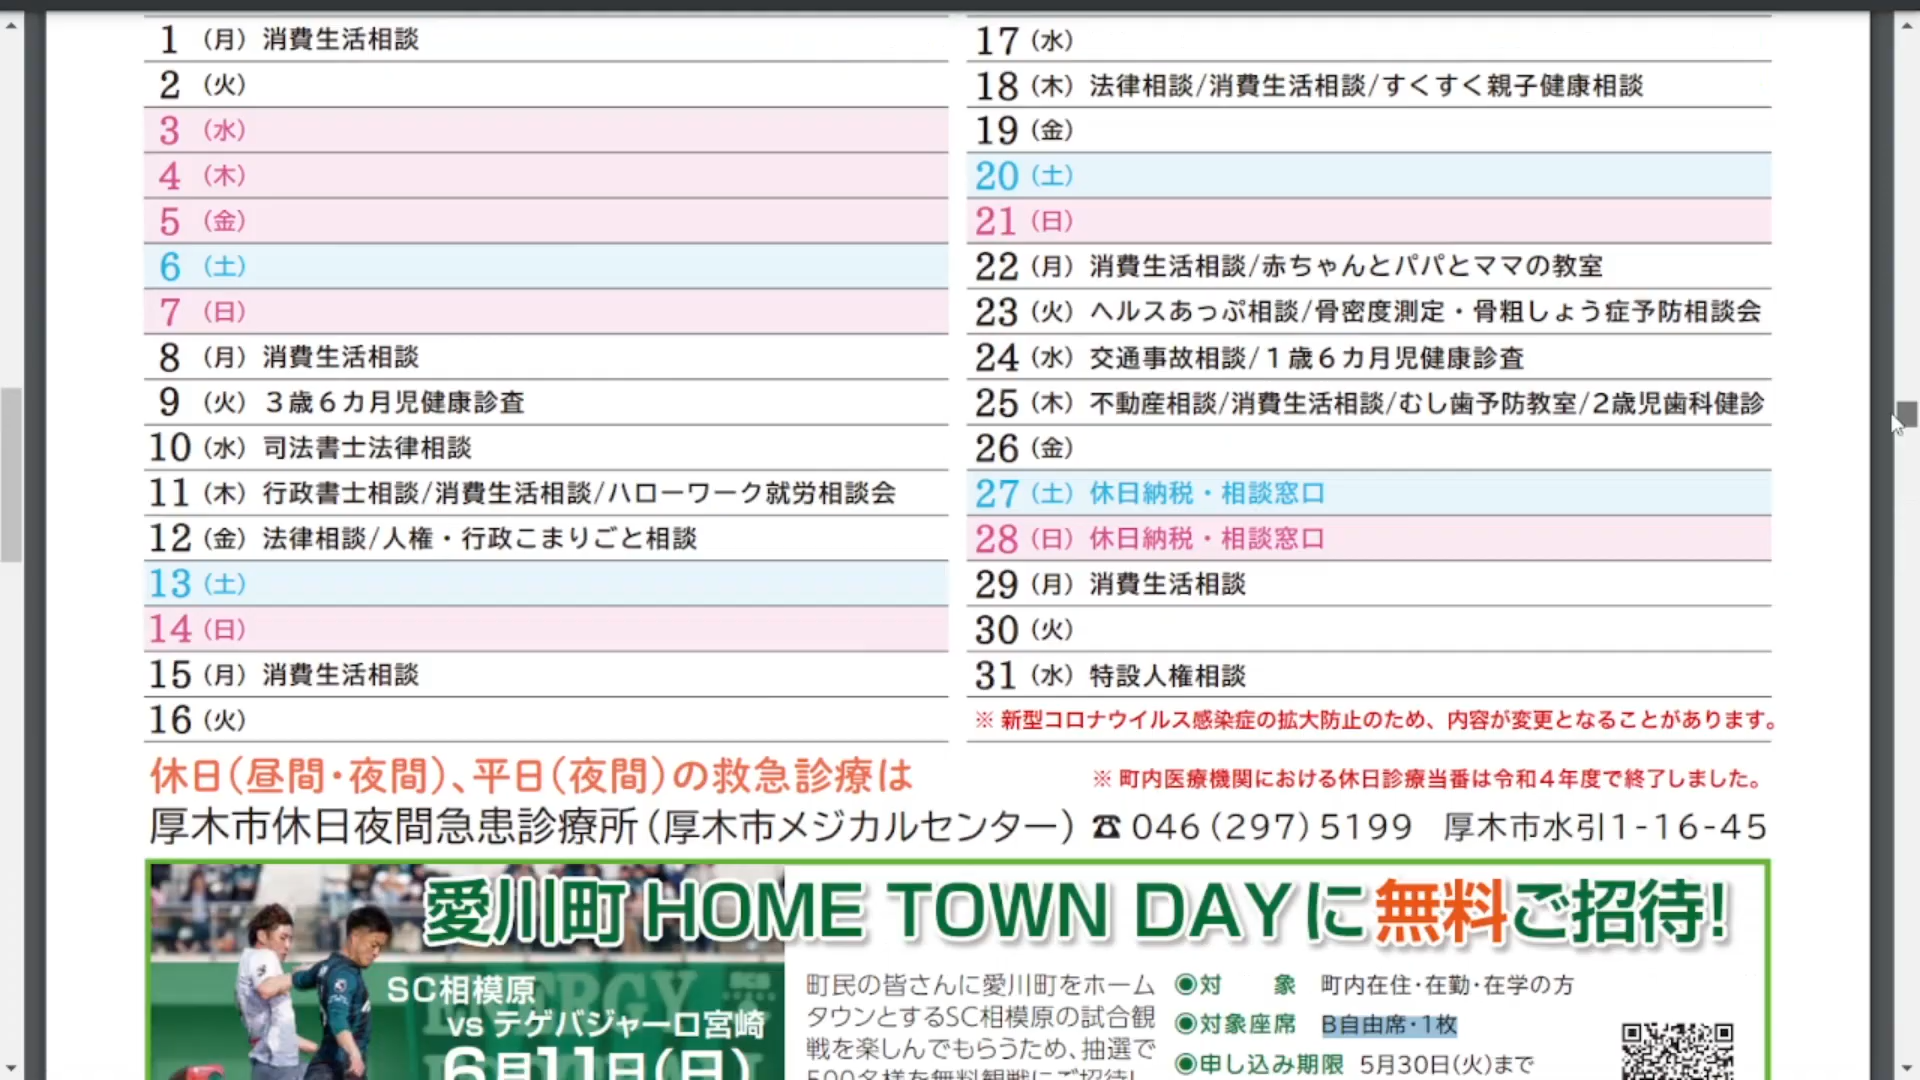 1 （月） 消費生活相談
2 （火）
3 （水）
4 （木）
5 （金）
6 （土）
7 （日）
8 （月） 消費生活相談
9 （火） ３歳６カ月児健康診査
10 （水） 司法書士法律相談
11 （木） 行政書士相談/消費生活相談/ハローワーク就労相談会
12 （金） 法律相談/人権・行政こまりごと相談
13 （土）
14 （日）
15 （月） 消費生活相談
16 （火）
17 （水）
18 （木） 法律相談/消費生活相談/すくすく親子健康相談
19 （金）
20 （土）
21 （日）
22 （月） 消費生活相談/赤ちゃんとパパとママの教室
23 （火） ヘルスあっぷ相談/骨密度測定・骨粗しょう症予防相談会
24 （水） 交通事故相談/１歳６カ月児健康診査
25 （木） 不動産相談/消費生活相談/むし歯予防教室/2歳児歯科健診
26 （金）
27 （土） 休日納税・相談窓口
28 （日） 休日納税・相談窓口
29 （月） 消費生活相談
30 （火）
31 （水） 特設人権相談
※ 新型コロナウイルス感染症の拡大防止のため、内容が変更となることがあります。
休日（昼間・夜間）、平日（夜間）の救急診療は
※ 町内医療機関における休日診療当番は令和４年度で終了しました。
厚木市休日夜間急患診療所（厚木市メジカルセンター）☎046（297）5199 厚木市水引1-16-45
愛川町 HOME TOWN DAYに無料ご招待!
SC相模原
vs テゲバジャーロ宮崎
6月11日(日)
町民の皆さんに愛川町をホーム
タウンとするSC相模原の試合観
戦を楽しんでもらうため、抽選で
500名様を無料観戦にご招待し
◉対　象 町内在住・在勤・在学の方
◉対象座席 B自由席・1枚
◉申し込み期限 5月30日(火)まで